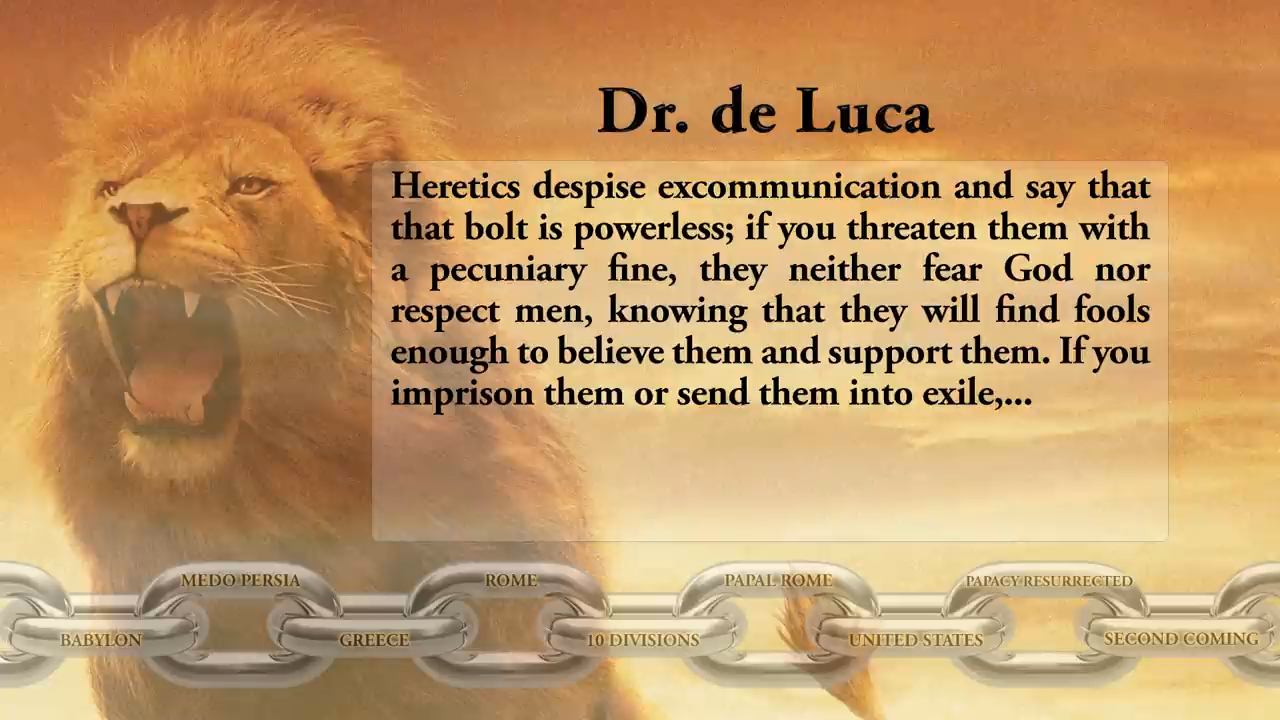 Dr. de Luca
Heretics despise excommunication and say that
that bolt is powerless; if you threaten them with
a pecuniary fine, they neither fear God nor
respect men, knowing that they will find fools
enough to believe them and support them. If you
imprison them or send them into exile,...
MEDO PERSIA
ROME
PAPAL ROME
PAPACY RESURRECTED
BABYLON
GREECE
10 DIVISIONS
UNITED STATES
SECOND COMING